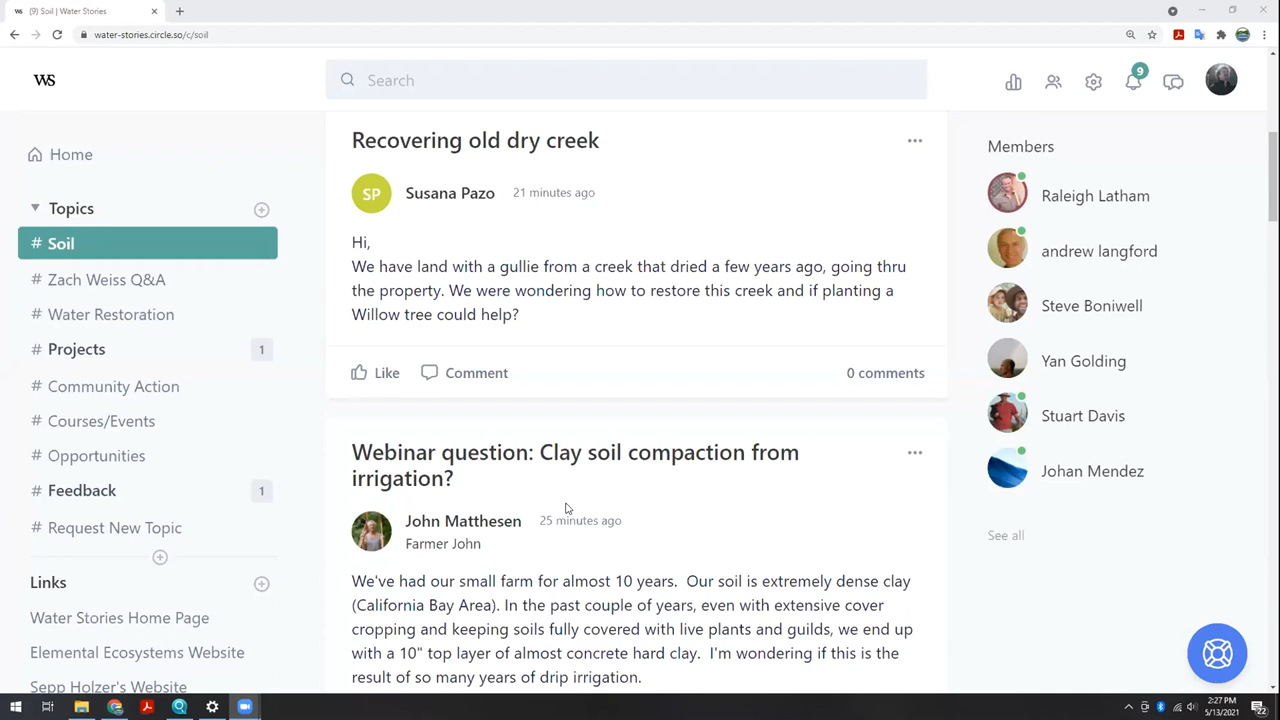 (9) Soil | Water Stories
water-stories.circle.so/c/soil
WS
Search
9
Home
Topics
# Soil
# Zach Weiss Q&A
# Water Restoration
# Projects 1
# Community Action
# Courses/Events
# Opportunities
# Feedback 1
# Request New Topic
Links
Water Stories Home Page
Elemental Ecosystems Website
Sepp Holzer's Website
Recovering old dry creek
SP
Susana Pazo 21 minutes ago
Hi,
We have land with a gullie from a creek that dried a few years ago, going thru
the property. We were wondering how to restore this creek and if planting a
Willow tree could help?
Like Comment 0 comments
Webinar question: Clay soil compaction from
irrigation?
John Matthesen 25 minutes ago
Farmer John
We've had our small farm for almost 10 years. Our soil is extremely dense clay
(California Bay Area). In the past couple of years, even with extensive cover
cropping and keeping soils fully covered with live plants and guilds, we end up
with a 10" top layer of almost concrete hard clay. I'm wondering if this is the
result of so many years of drip irrigation.
Members
Raleigh Latham
andrew langford
Steve Boniwell
Yan Golding
Stuart Davis
Johan Mendez
See all
2:27 PM
5/13/2021
22